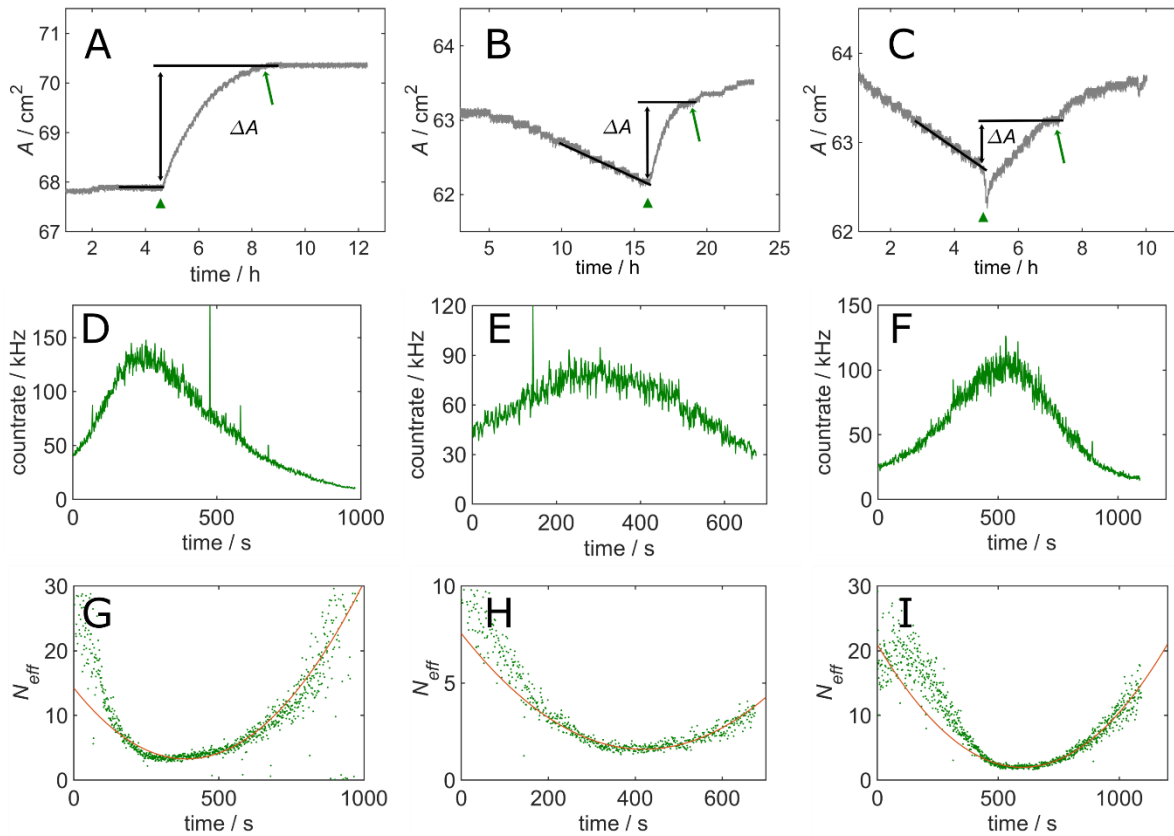 A
B
C
71
70
69
68
67
A / cm²
ΔA
2 4 6 8 10 12
time / h
64
63
62
A / cm²
ΔA
5 10 15 20 25
time / h
64
63
62
A / cm²
ΔA
2 4 6 8 10
time / h
D
E
F
150
100
50
0
countrate / kHz
0 500 1000
time / s
120
90
60
30
0
countrate / kHz
0 200 400 600
time / s
150
100
50
0
countrate / kHz
0 500 1000
time / s
G
H
I
30
20
10
0
N_eff
0 500 1000
time / s
10
5
0
N_eff
0 200 400 600
time / s
30
20
10
0
N_eff
0 500 1000
time / s